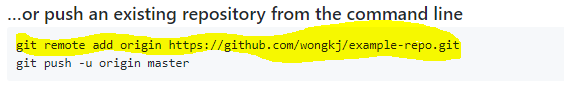 …or push an existing repository from the command line
git remote add origin https://github.com/wongkj/example-repo.git
git push -u origin master